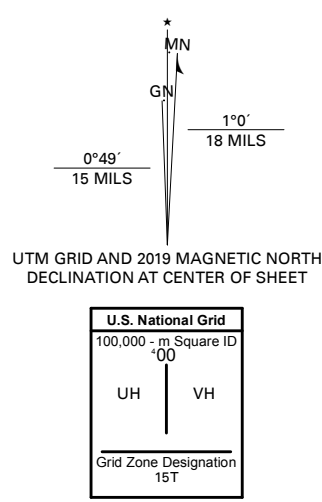 ★
MN
GN
1°0´
18 MILS
0°49´
15 MILS
UTM GRID AND 2019 MAGNETIC NORTH
DECLINATION AT CENTER OF SHEET
U.S. National Grid
100,000 - m Square ID
⁴00
UH VH
Grid Zone Designation
15T